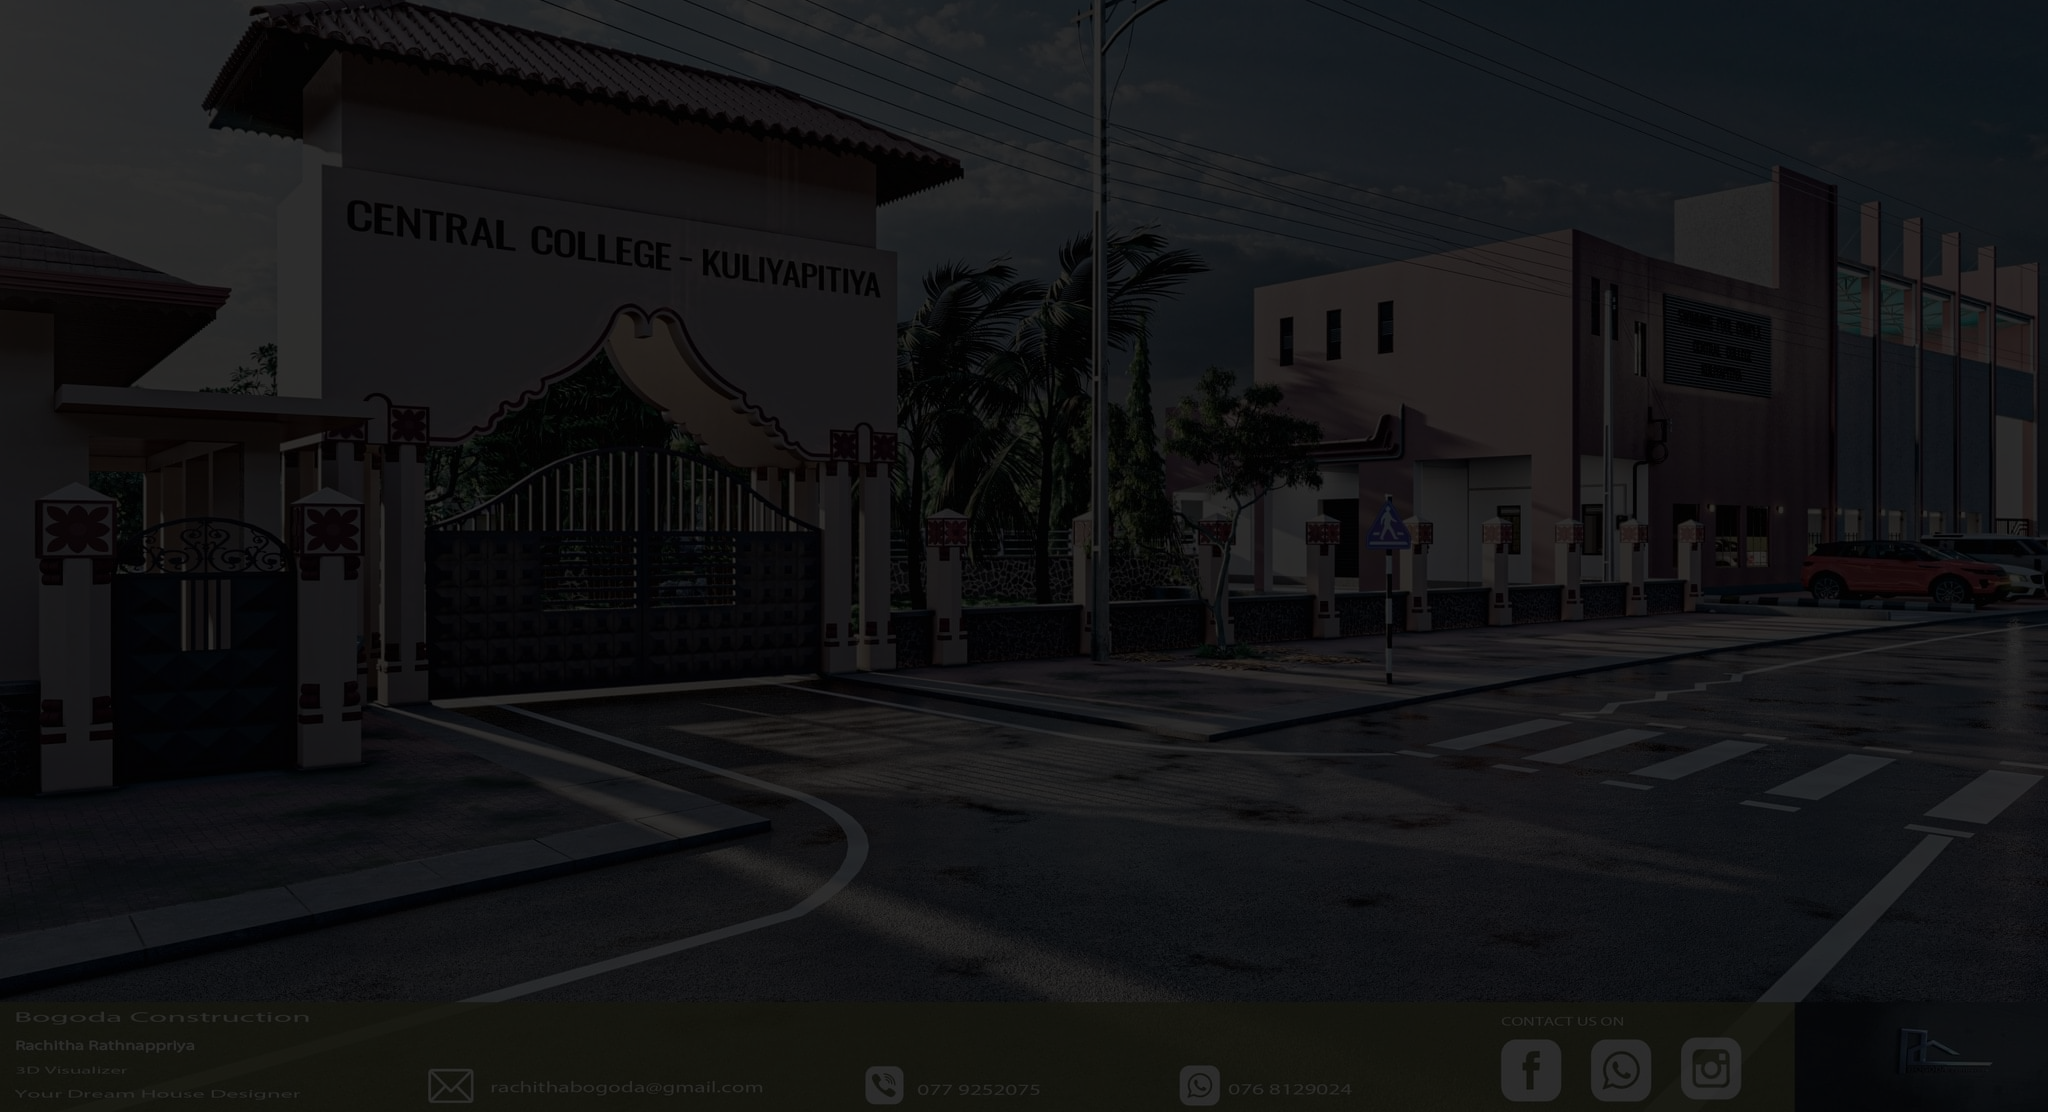 CENTRAL COLLEGE - KULIYAPITIYA
Bogoda Construction
Rachitha Rathnappriya
3D Visualizer
Your Dream House Designer
rachithabogoda@gmail.com
077 9252075
076 8129024
CONTACT US ON